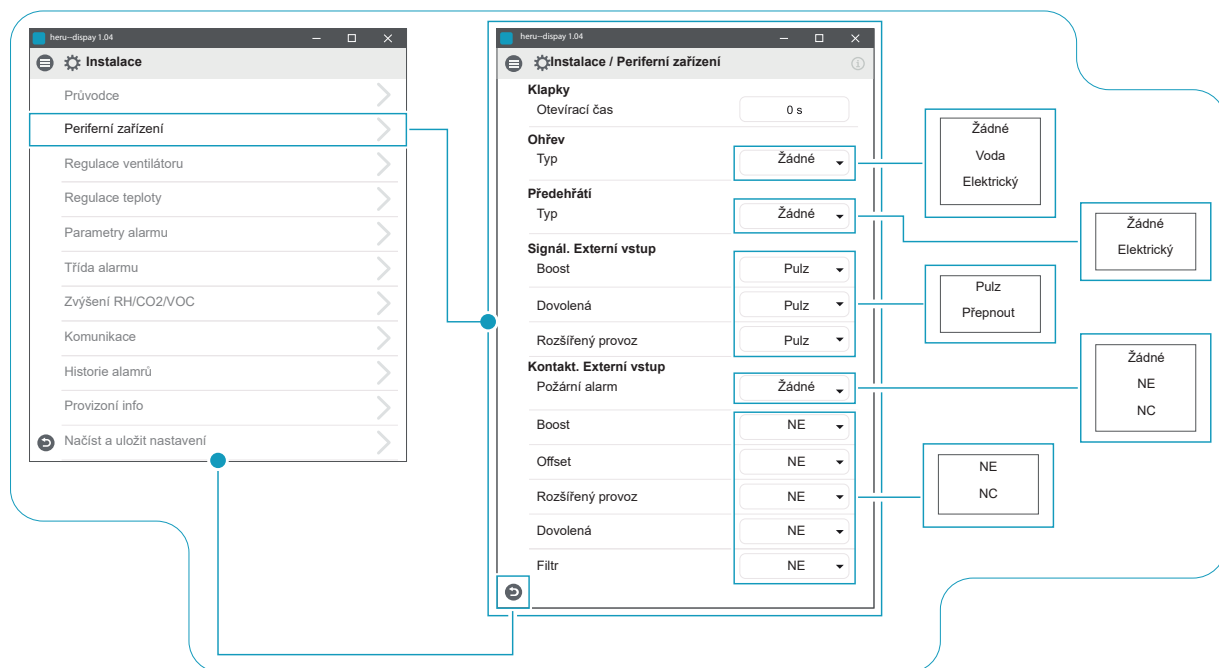 heru--dispay 1.04
Instalace
Průvodce
Periferní zařízení
Regulace ventilátoru
Regulace teploty
Parametry alarmu
Třída alarmu
Zvýšení RH/CO2/VOC
Komunikace
Historie alamrů
Provizoní info
Načíst a uložit nastavení
heru--dispay 1.04
Instalace / Periferní zařízení
Klapky
Otevírací čas 0 s
Ohřev
Typ Žádné
Předehřátí
Typ Žádné
Signál. Externí vstup
Boost Pulz
Dovolená Pulz
Rozšířený provoz Pulz
Kontakt. Externí vstup
Požární alarm Žádné
Boost NE
Offset NE
Rozšířený provoz NE
Dovolená NE
Filtr NE
Žádné
Voda
Elektrický
Žádné
Elektrický
Pulz
Přepnout
Žádné
NE
NC
NE
NC